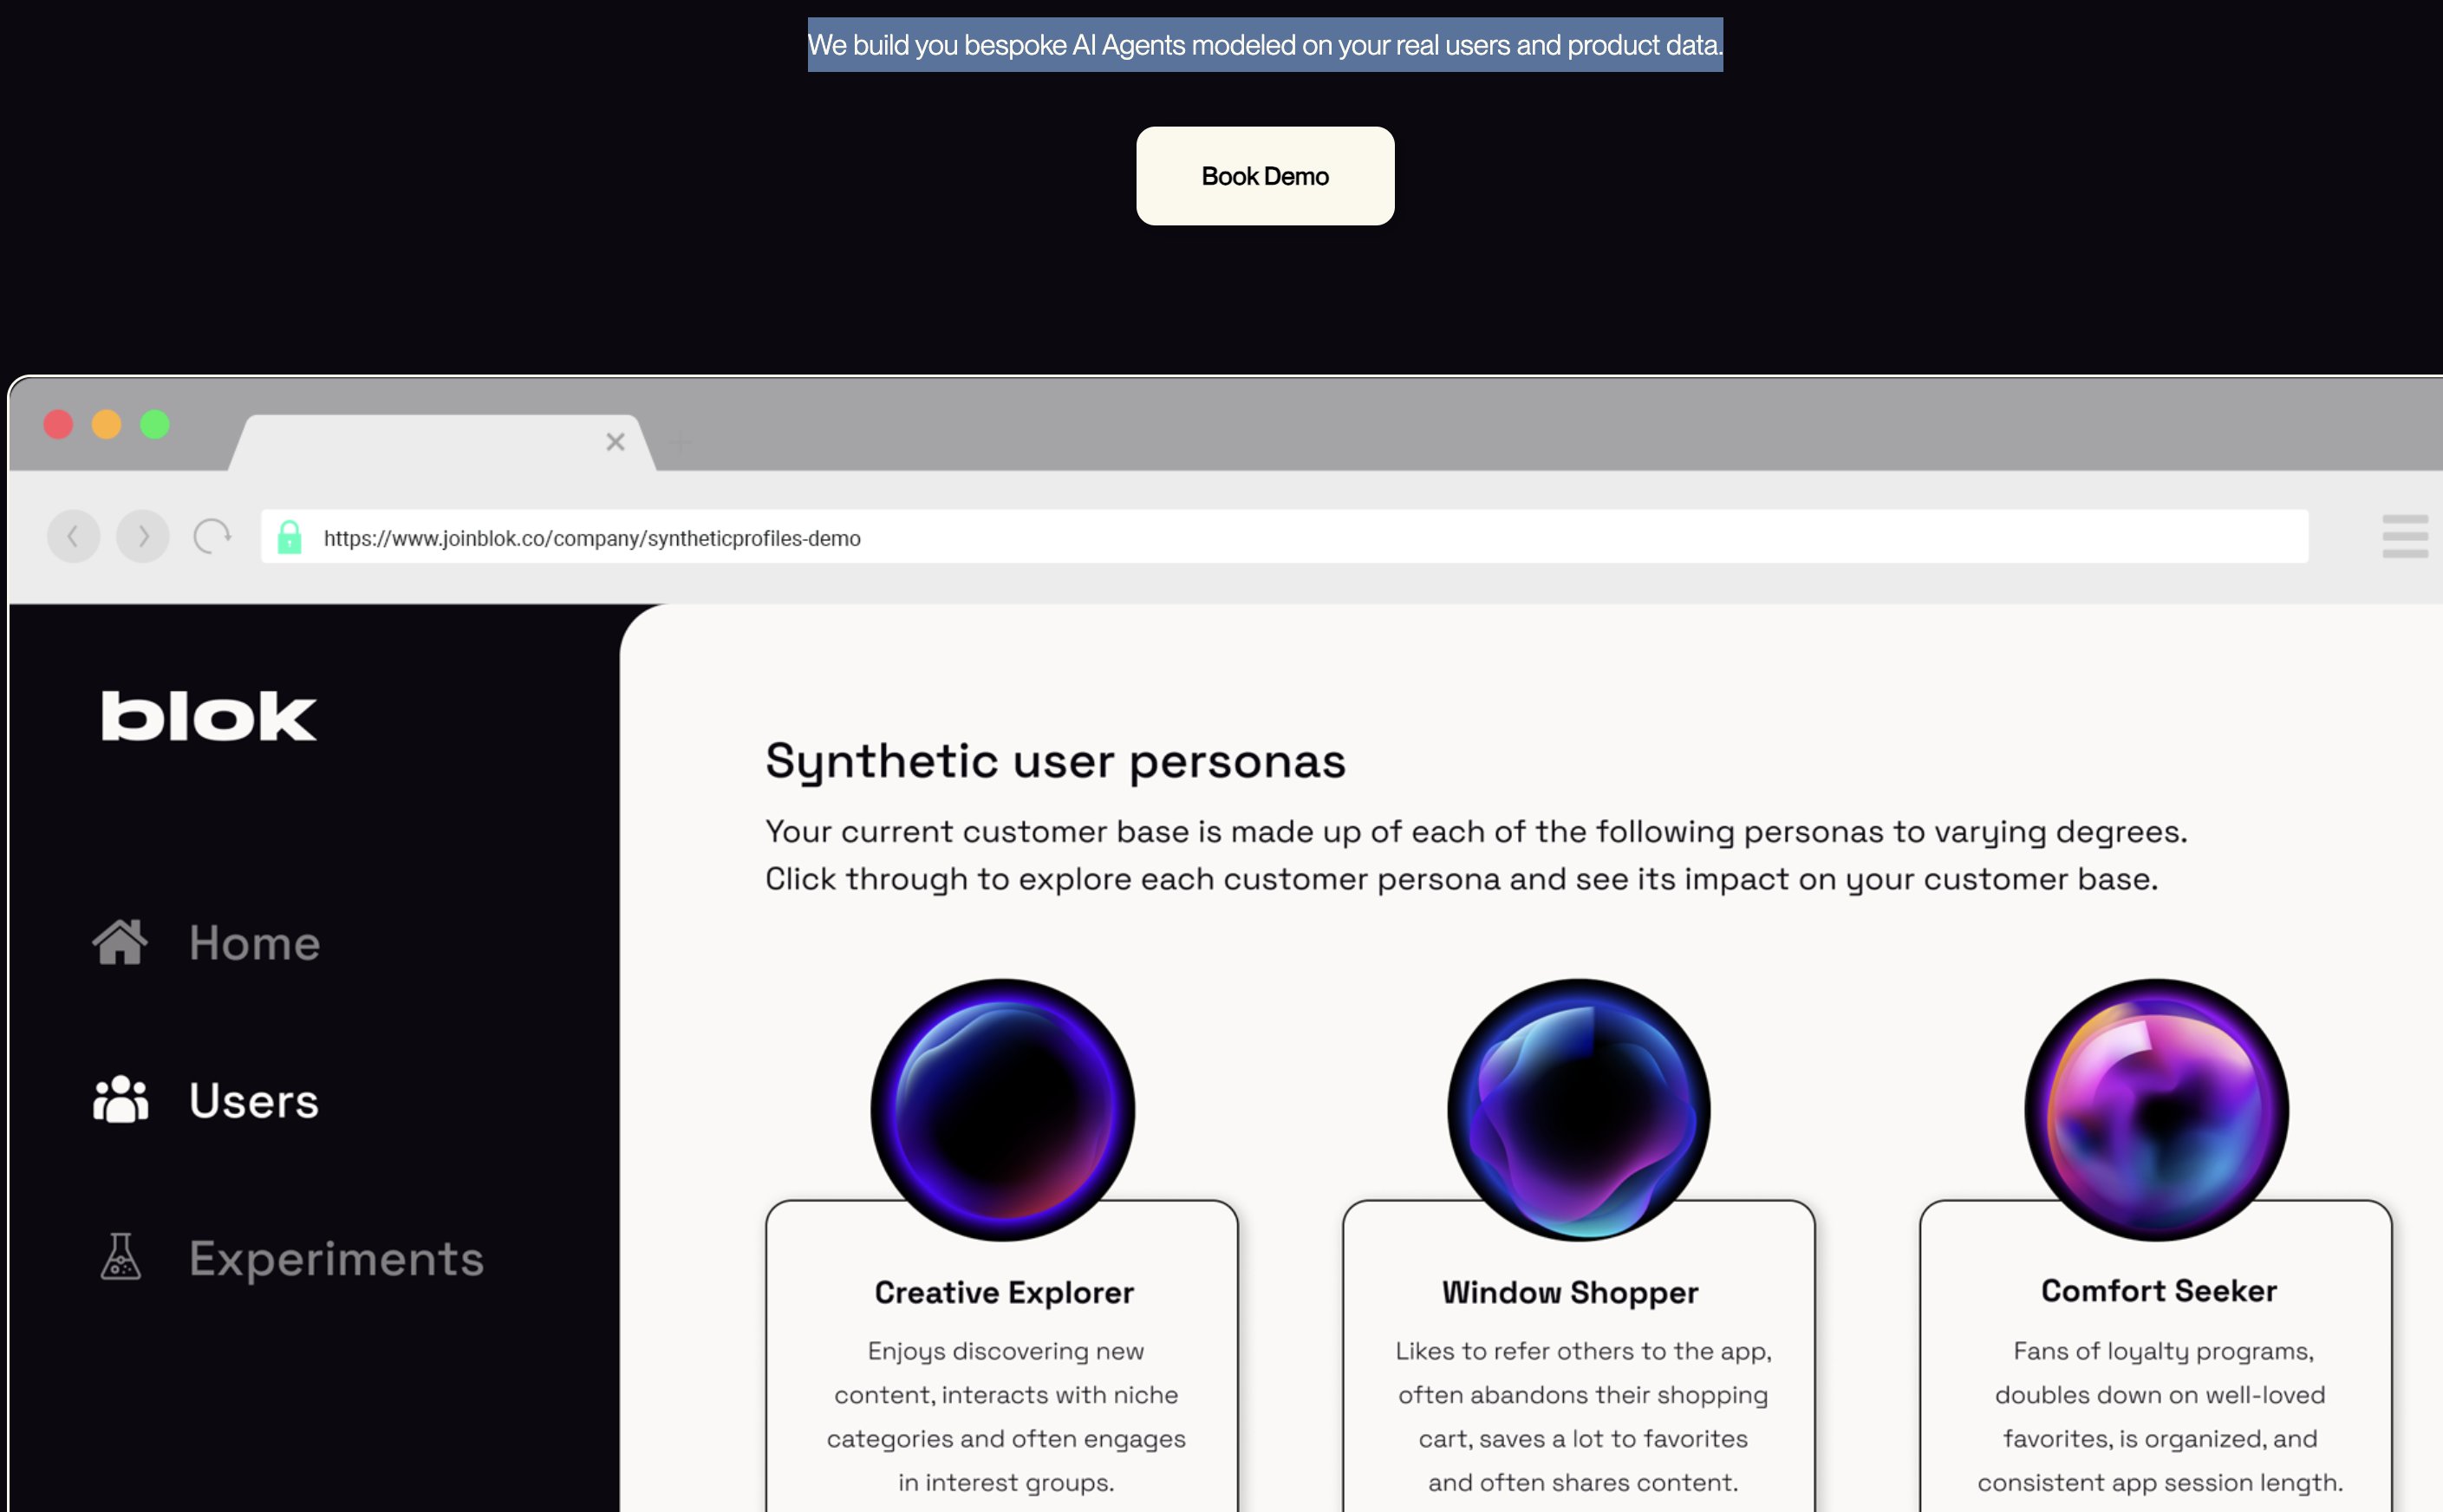 We build you bespoke AI Agents modeled on your real users and product data.
Book Demo
https://www.joinblok.co/company/syntheticprofiles-demo
blok
Home
Users
Experiments
Synthetic user personas
Your current customer base is made up of each of the following personas to varying degrees.
Click through to explore each customer persona and see its impact on your customer base.
Creative Explorer
Enjoys discovering new
content, interacts with niche
categories and often engages
in interest groups.
Window Shopper
Likes to refer others to the app,
often abandons their shopping
cart, saves a lot to favorites
and often shares content.
Comfort Seeker
Fans of loyalty programs,
doubles down on well-loved
favorites, is organized, and
consistent app session length.